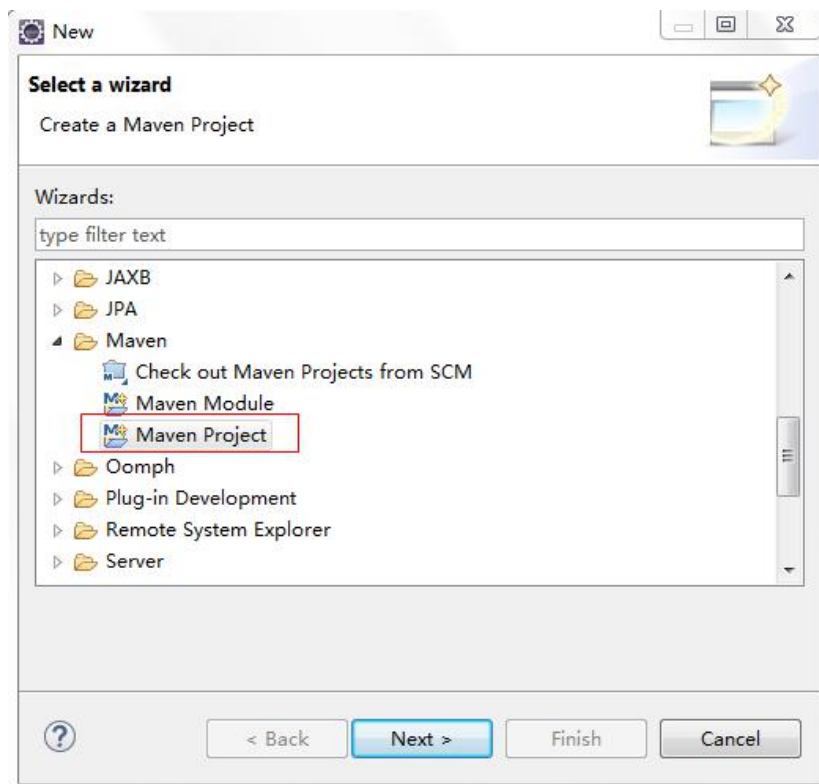 New
Select a wizard
Create a Maven Project
Wizards:
type filter text
JAXB
JPA
Maven
Check out Maven Projects from SCM
Maven Module
Maven Project
Oomph
Plug-in Development
Remote System Explorer
Server
< Back
Next >
Finish
Cancel